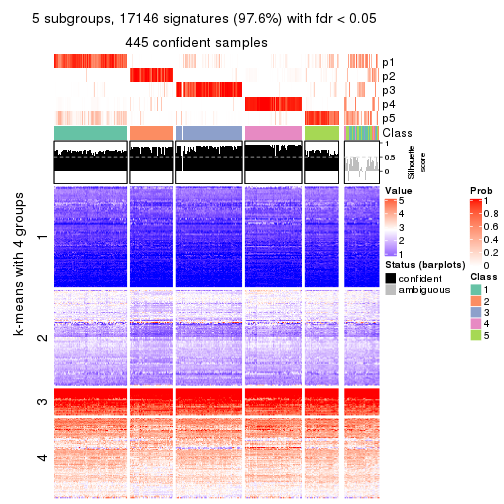 5 subgroups, 17146 signatures (97.6%) with fdr < 0.05
445 confident samples
p1
p2
p3
p4
p5
Class
1
0.5
0
Silhouette
score
k-means with 4 groups
1
2
3
4
Value
5
4
3
2
1
Status (barplots)
confident
ambiguous
Prob
1
0.8
0.6
0.4
0.2
0
Class
1
2
3
4
5